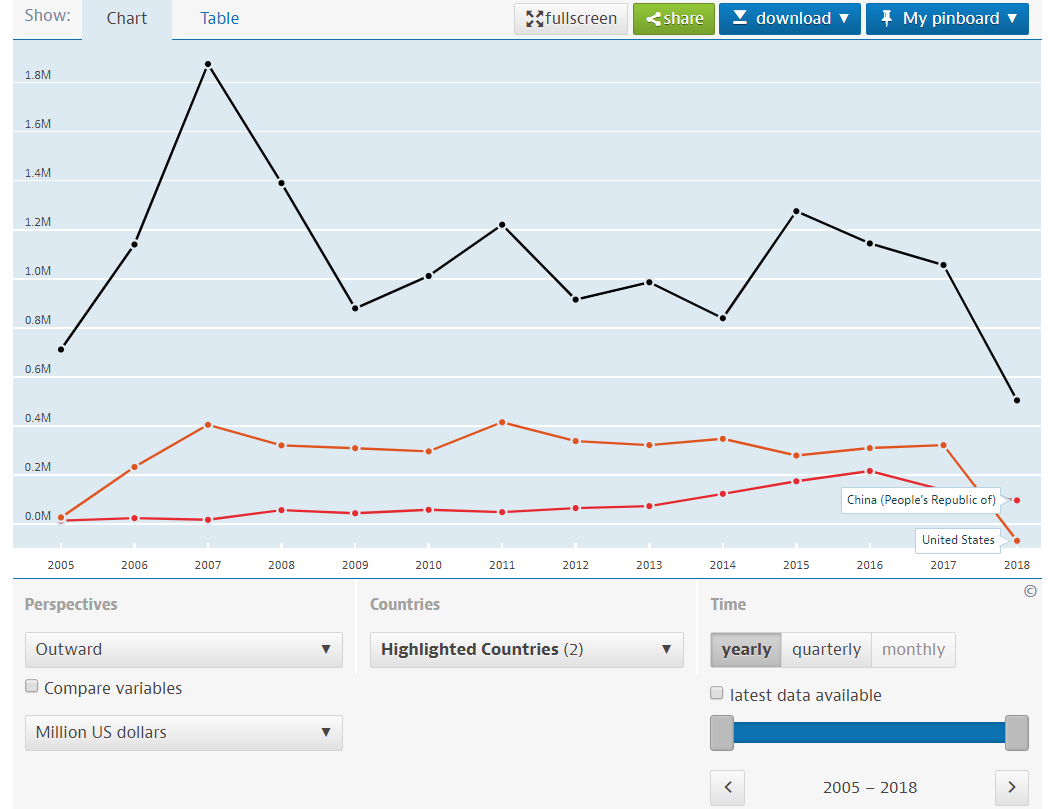 Show: Chart Table fullscreen share download ▼ My pinboard ▼
1.8M
1.6M
1.4M
1.2M
1.0M
0.8M
0.6M
0.4M
0.2M
China (People's Republic of)
0.0M
United States
2005 2006 2007 2008 2009 2010 2011 2012 2013 2014 2015 2016 2017 2018
©
Perspectives Countries Time
Outward ▼ Highlighted Countries (2) ▼ yearly quarterly monthly
Compare variables latest data available
Million US dollars ▼
< 2005 – 2018 >